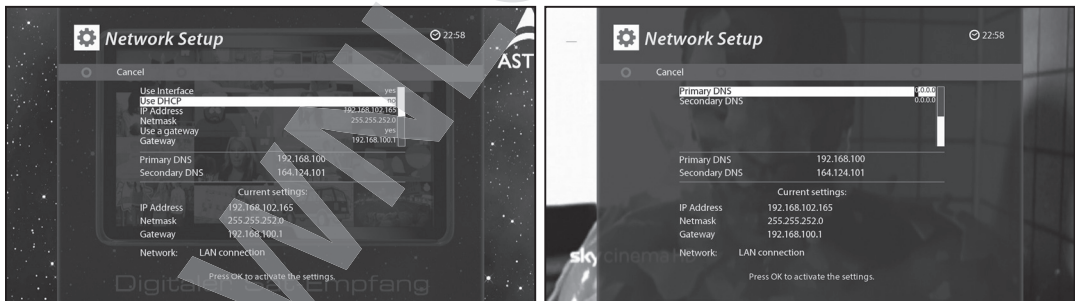 Network Setup
22:58
AST
Cancel
Use Interface yes
Use DHCP no
IP Address 192.168.102.165
Netmask 255.255.252.0
Use a gateway yes
Gateway 192.168.100.1
Primary DNS 192.168.100
Secondary DNS 164.124.101
Current settings:
IP Address 192.168.102.165
Netmask 255.255.252.0
Gateway 192.168.100.1
Network: LAN connection
Press OK to activate the settings.
Digitaler Sat-Empfang
Network Setup
22:58
Cancel
Primary DNS 0.0.0.0
Secondary DNS 0.0.0.0
Primary DNS 192.168.100
Secondary DNS 164.124.101
Current settings:
IP Address 192.168.102.165
Netmask 255.255.252.0
Gateway 192.168.100.1
sky cinema
Network: LAN connection
Press OK to activate the settings.